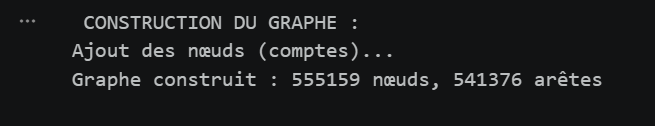 ... CONSTRUCTION DU GRAPHE :
Ajout des nœuds (comptes)...
Graphe construit : 555159 nœuds, 541376 arêtes